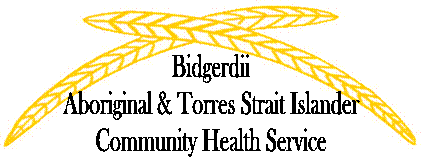 Bidgerdii
Aboriginal & Torres Strait Islander
Community Health Service